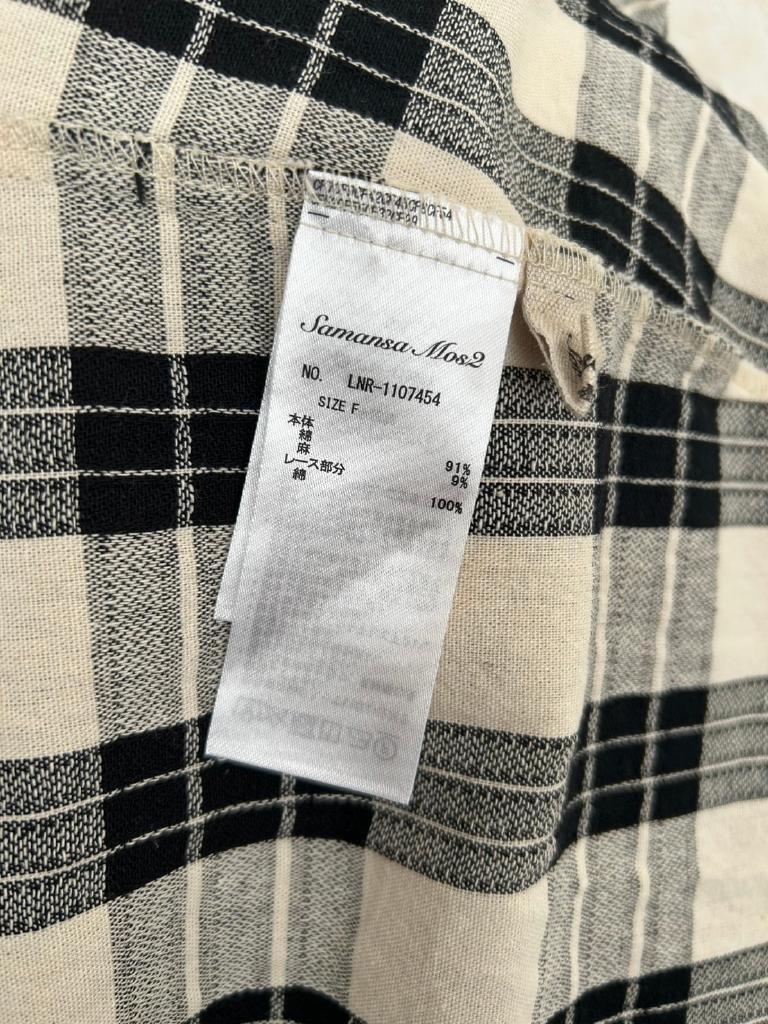 Samansa Mos2
NO. LNR-1107454
SIZE F
本体
綿 91%
麻 9%
レース部分
綿 100%